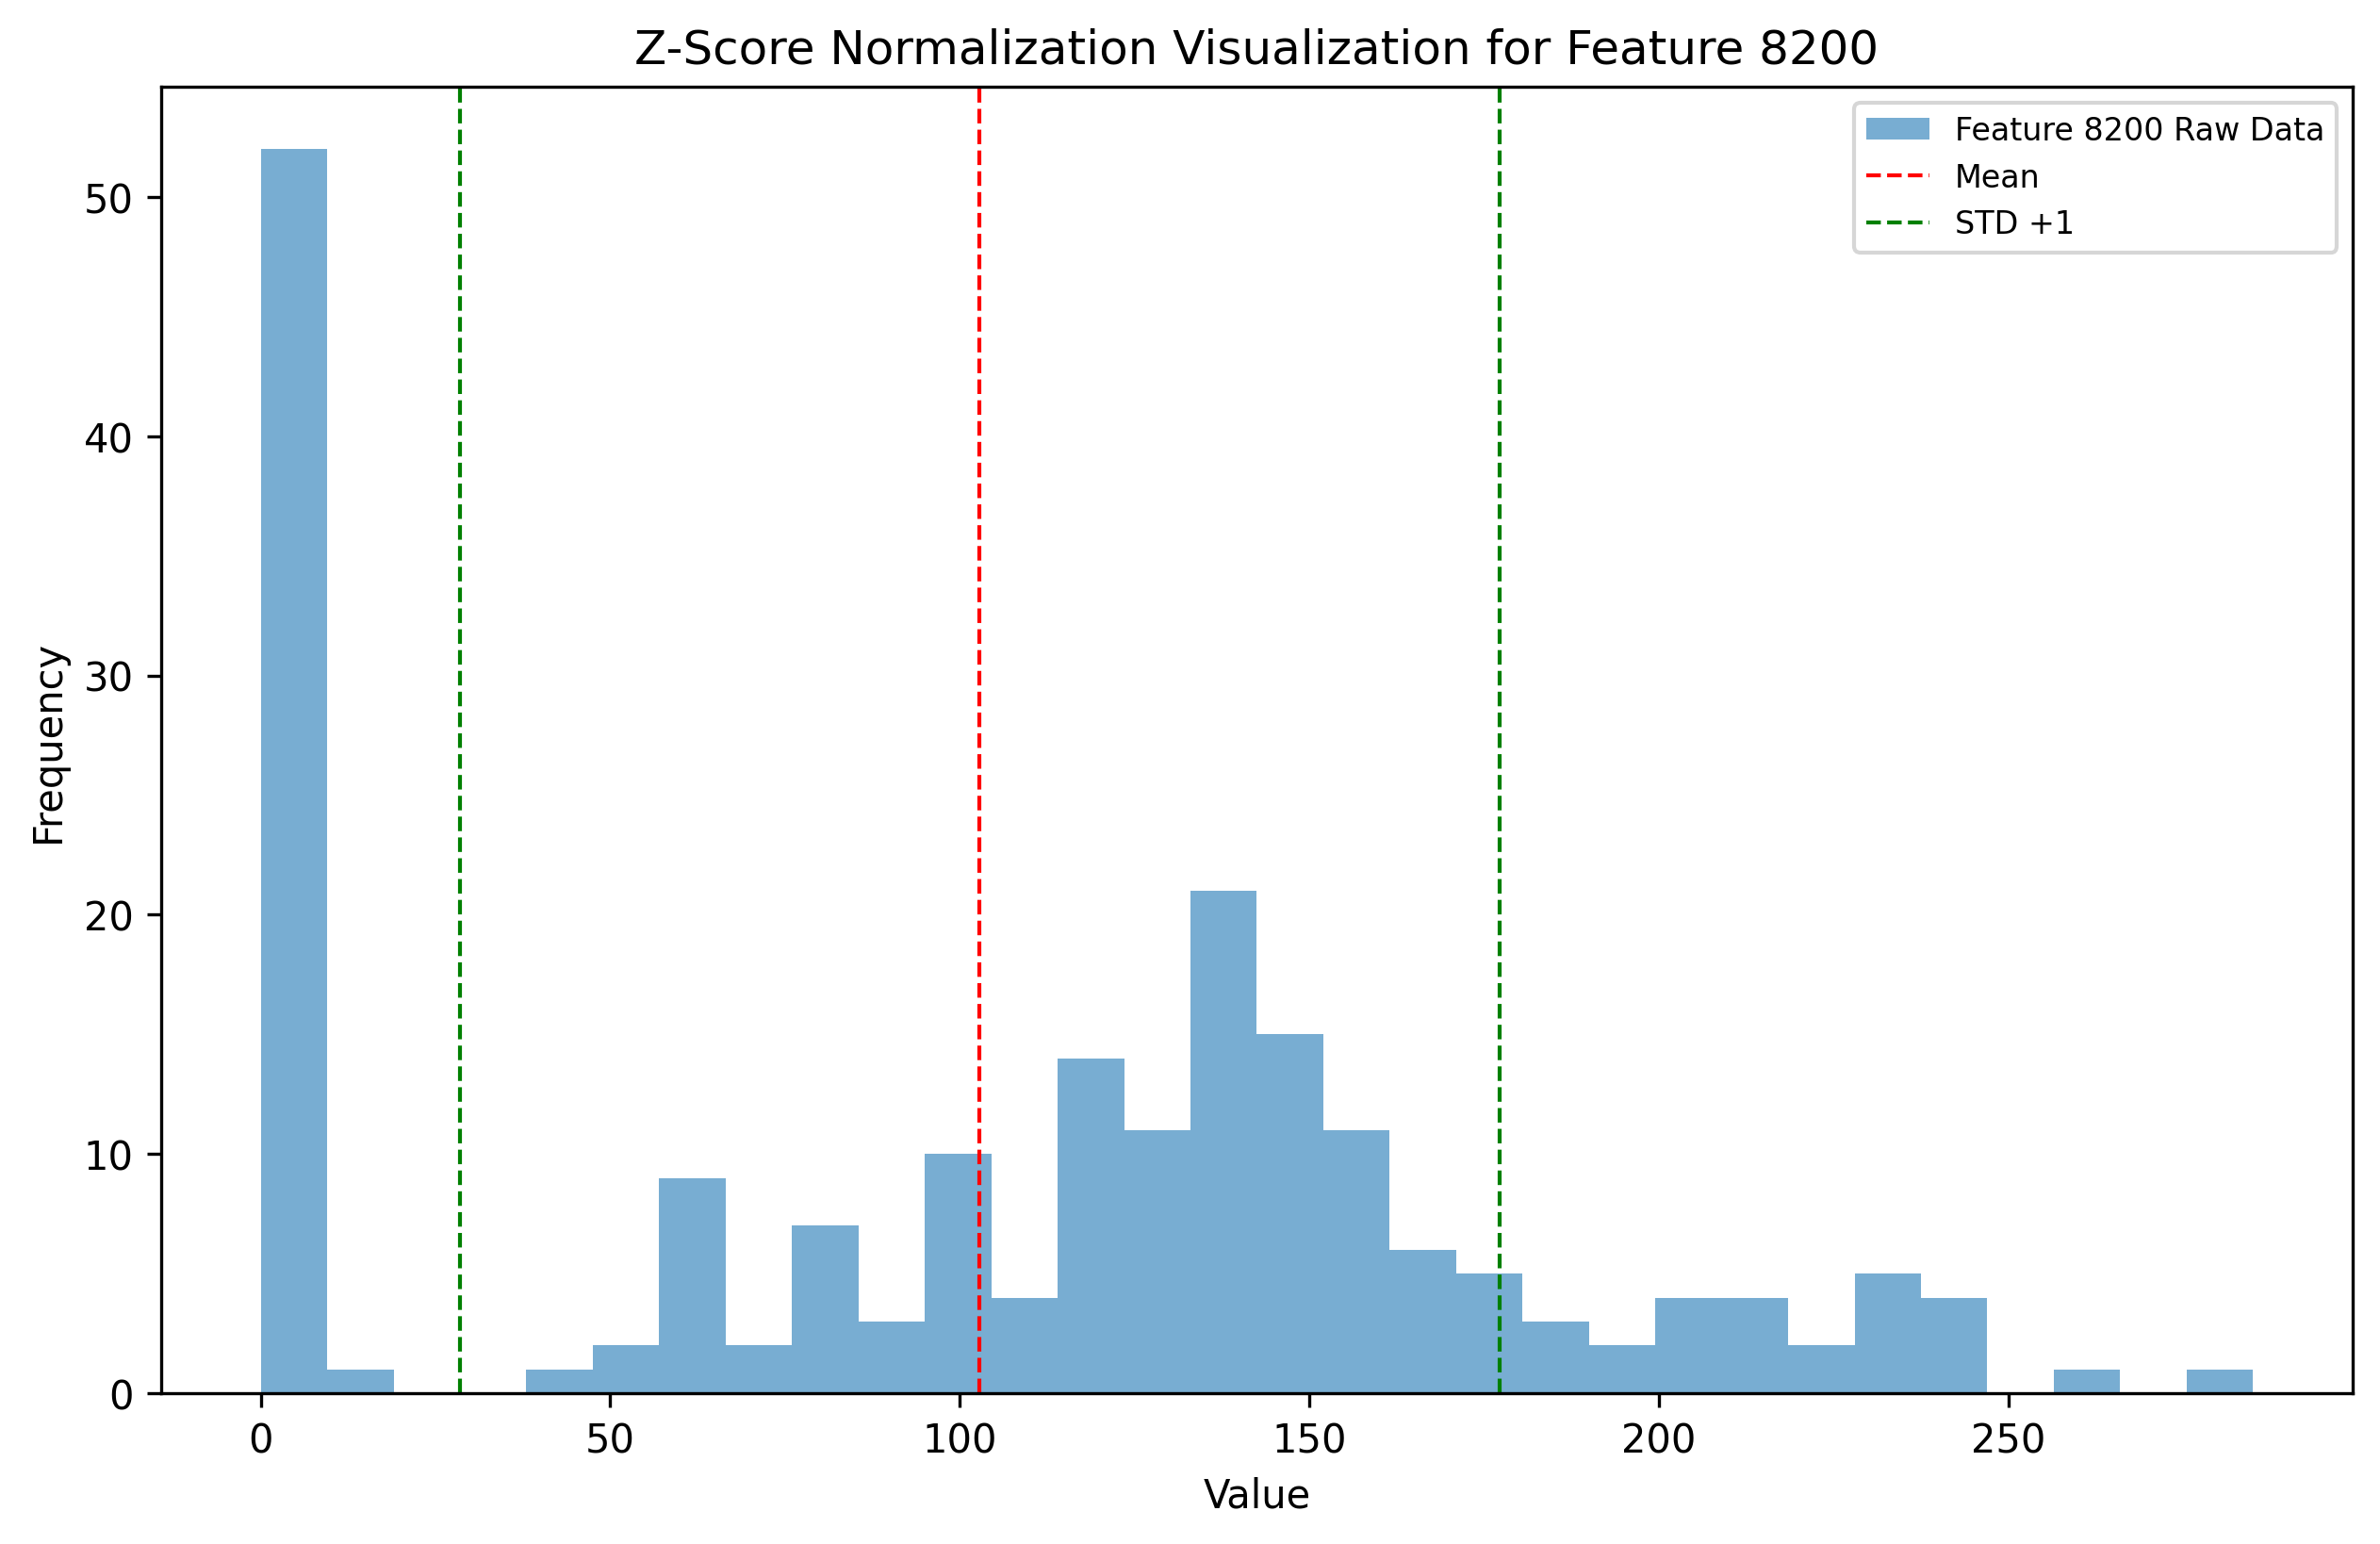 Z-Score Normalization Visualization for Feature 8200
Feature 8200 Raw Data
Mean
STD +1
50
40
30
20
10
0
Frequency
0 50 100 150 200 250
Value